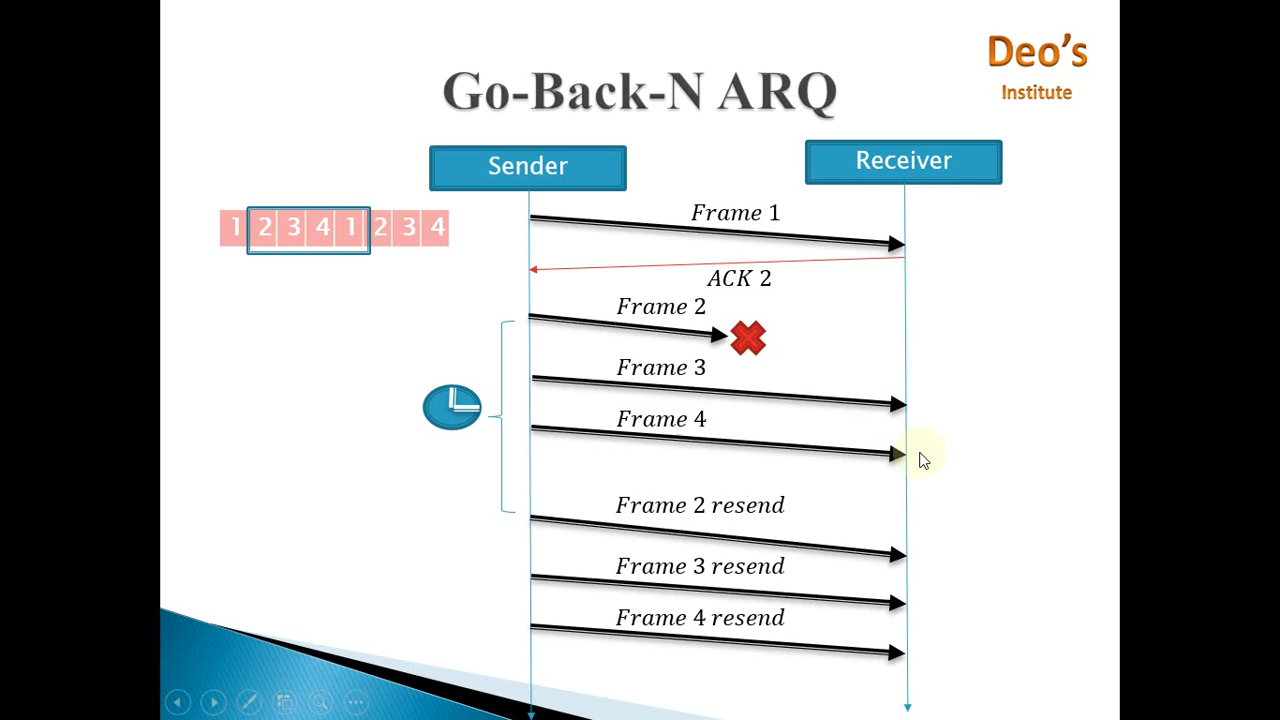 Deo's
Institute
Go-Back-N ARQ
Sender
Receiver
1 2 3 4 1 2 3 4
Frame 1
ACK 2
Frame 2
Frame 3
Frame 4
Frame 2 resend
Frame 3 resend
Frame 4 resend